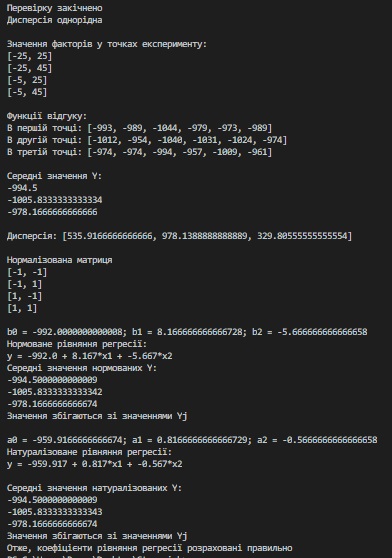 Перевірку закінчено
Дисперсія однорідна
Значення факторів у точках експерименту:
[-25, 25]
[-25, 45]
[-5, 25]
[-5, 45]
Функції відгуку:
В першій точці: [-993, -989, -1044, -979, -973, -989]
В другій точці: [-1012, -954, -1040, -1031, -1024, -974]
В третій точці: [-974, -974, -994, -957, -1009, -961]
Середні значення Y:
-994.5
-1005.8333333333334
-978.1666666666666
Дисперсія: [535.9166666666666, 978.1388888888889, 329.80555555555554]
Нормалізована матриця
[-1, -1]
[-1, 1]
[1, -1]
[1, 1]
b0 = -992.0000000000008; b1 = 8.166666666666728; b2 = -5.666666666666658
Нормоване рівняння регресії:
y = -992.0 + 8.167*x1 + -5.667*x2
Середні значення нормованих Y:
-994.5000000000009
-1005.8333333333342
-978.1666666666674
Значення збігаються зі значеннями Yj
a0 = -959.9166666666674; a1 = 0.8166666666666729; a2 = -0.5666666666666658
Натуралізоване рівняння регресії:
y = -959.917 + 0.817*x1 + -0.567*x2
Середні значення натуралізованих Y:
-994.5000000000009
-1005.8333333333343
-978.1666666666674
Значення збігаються зі значеннями Yj
Отже, коефіцієнти рівняння регресії розраховані правильно